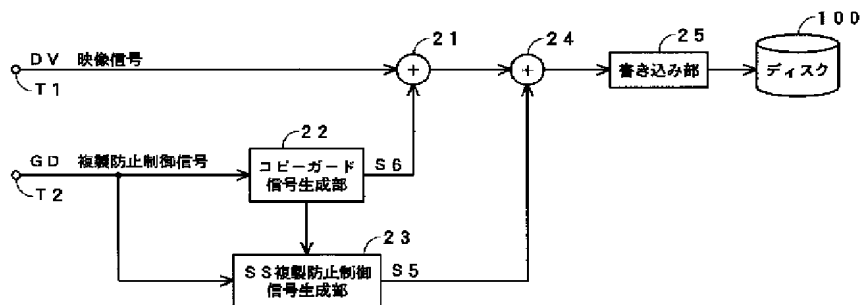 21
24
25
100
DV 映像信号
T1
書き込み部
ディスク
22
GD 複製防止制御信号
T2
コピーガード
信号生成部
S6
23
SS複製防止制御
信号生成部
S5